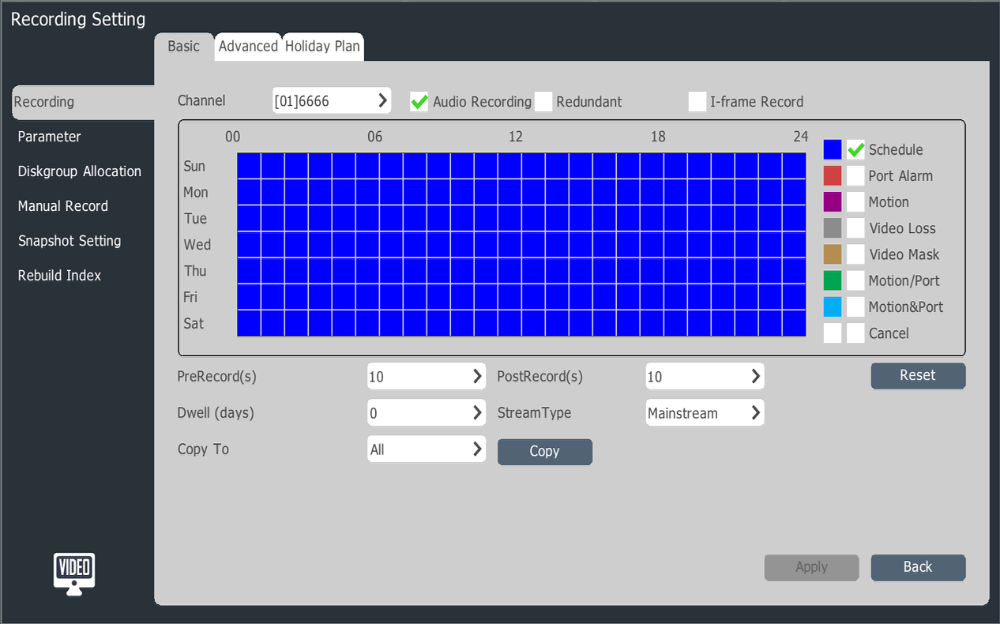 Recording Setting
Basic Advanced Holiday Plan
Recording
Parameter
Diskgroup Allocation
Manual Record
Snapshot Setting
Rebuild Index
Channel [01]6666 Audio Recording Redundant I-frame Record
00 06 12 18 24
Sun
Mon
Tue
Wed
Thu
Fri
Sat
Schedule
Port Alarm
Motion
Video Loss
Video Mask
Motion/Port
Motion&Port
Cancel
PreRecord(s) 10 PostRecord(s) 10 Reset
Dwell (days) 0 StreamType Mainstream
Copy To All Copy
VIDEO
Apply Back